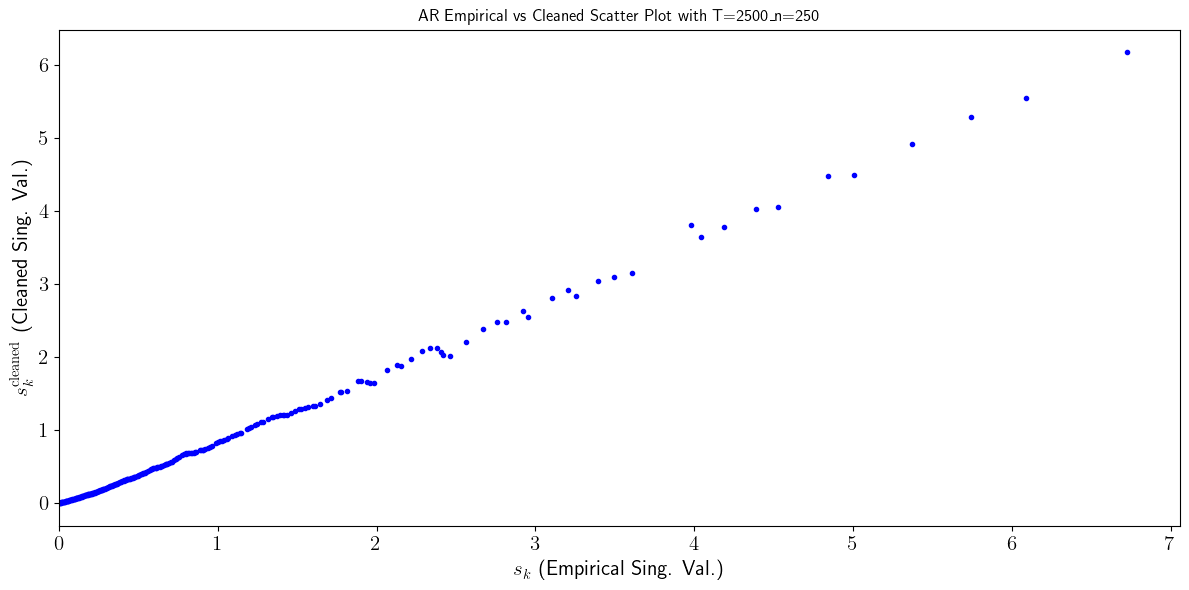 AR Empirical vs Cleaned Scatter Plot with T=2500_n=250
6
5
4
3
2
1
0
s_k^cleaned (Cleaned Sing. Val.)
0 1 2 3 4 5 6 7
s_k (Empirical Sing. Val.)